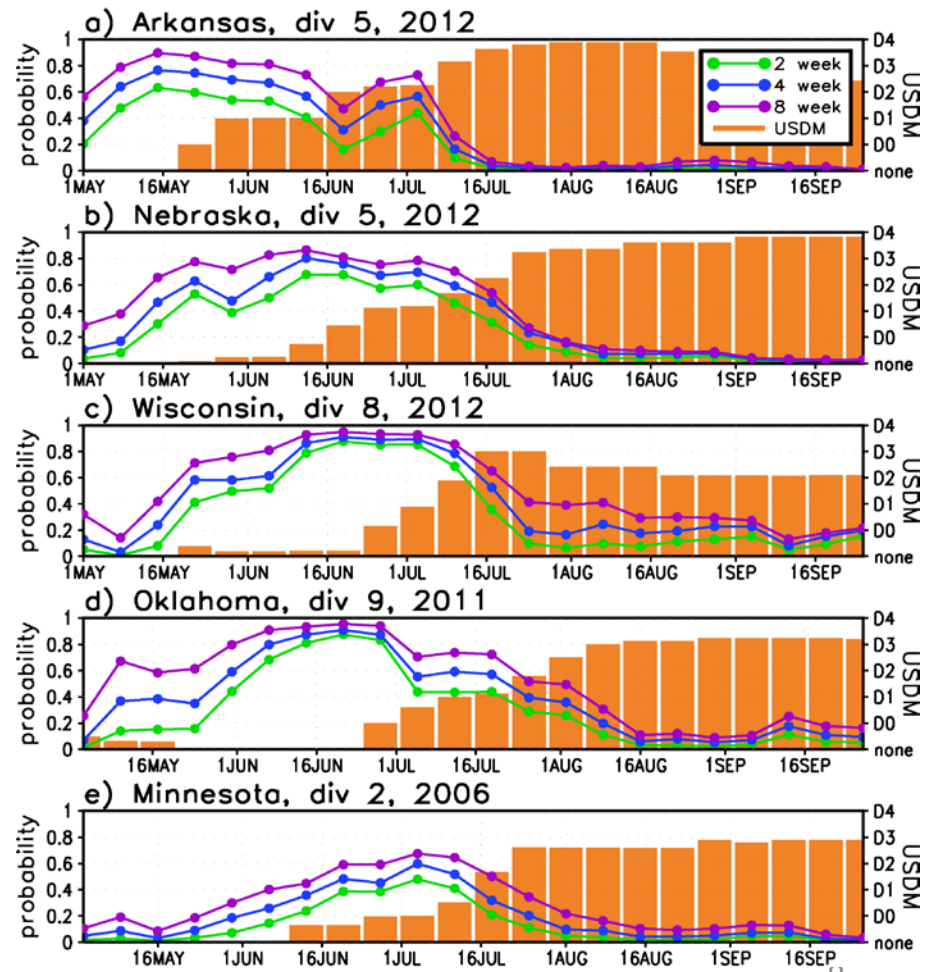 a) Arkansas, div 5, 2012
probability
1
0.8
0.6
0.4
0.2
0
D4
D3
D2
D1
D0
none
USDM
2 week
4 week
8 week
USDM
1MAY 16MAY 1JUN 16JUN 1JUL 16JUL 1AUG 16AUG 1SEP 16SEP
b) Nebraska, div 5, 2012
probability
1
0.8
0.6
0.4
0.2
0
D4
D3
D2
D1
D0
none
USDM
1MAY 16MAY 1JUN 16JUN 1JUL 16JUL 1AUG 16AUG 1SEP 16SEP
c) Wisconsin, div 8, 2012
probability
1
0.8
0.6
0.4
0.2
0
D4
D3
D2
D1
D0
none
USDM
1MAY 16MAY 1JUN 16JUN 1JUL 16JUL 1AUG 16AUG 1SEP 16SEP
d) Oklahoma, div 9, 2011
probability
1
0.8
0.6
0.4
0.2
0
D4
D3
D2
D1
D0
none
USDM
16MAY 1JUN 16JUN 1JUL 16JUL 1AUG 16AUG 1SEP 16SEP
e) Minnesota, div 2, 2006
probability
1
0.8
0.6
0.4
0.2
0
D4
D3
D2
D1
D0
none
USDM
16MAY 1JUN 16JUN 1JUL 16JUL 1AUG 16AUG 1SEP 16SEP